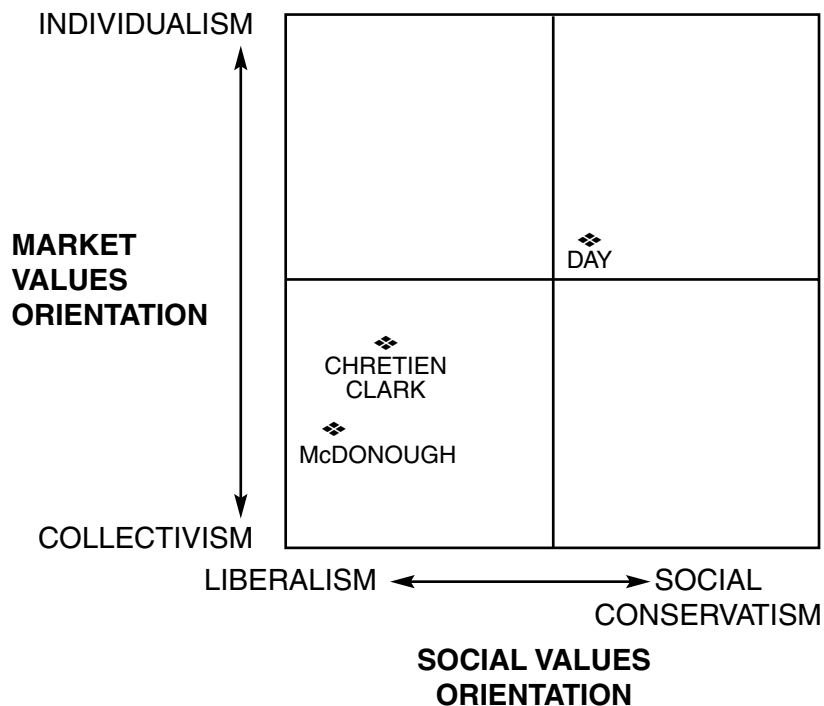 INDIVIDUALISM
MARKET
VALUES
ORIENTATION
DAY
CHRETIEN
CLARK
McDONOUGH
COLLECTIVISM
LIBERALISM
SOCIAL
CONSERVATISM
SOCIAL VALUES
ORIENTATION